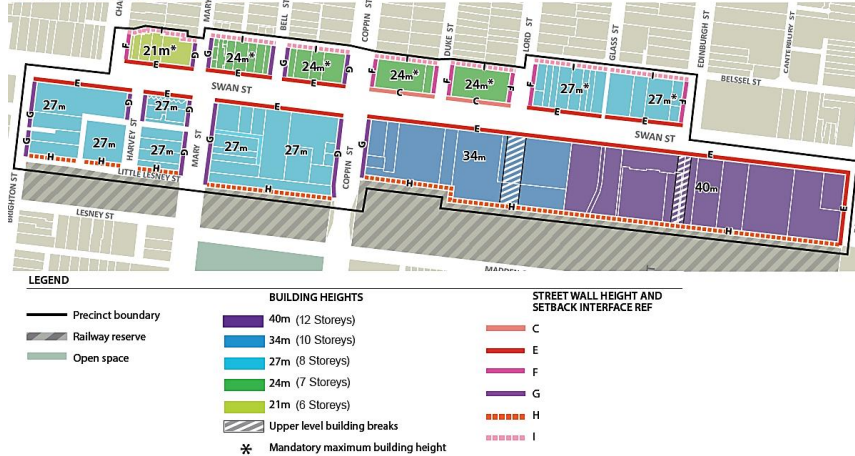 CHA
MARY
BELL ST
COPPIN ST
DUKE ST
LORD ST
GLASS ST
EDINBURGH ST
CANTERBURY ST
BELSSEL ST
I
I
I
I
I
I
I
F
21m*
G
24m*
G
24m*
G
F
24m*
F
24m*
F
F
27m*
27m*
F
E
E
E
C
C
E
E
SWAN ST
SWAN ST
E
E
E
E
E
27m
G
27m
G
G
27m
HARVEY ST
27m
G
MARY ST
G
27m
27m
G
COPPIN ST
G
34m
40m
E
H
H
H
H
H
H
LITTLE LESNEY ST
BRIGHTON ST
LESNEY ST
MADDEN
LEGEND
Precinct boundary
Railway reserve
Open space
BUILDING HEIGHTS
40m (12 Storeys)
34m (10 Storeys)
27m (8 Storeys)
24m (7 Storeys)
21m (6 Storeys)
Upper level building breaks
* Mandatory maximum building height
STREET WALL HEIGHT AND
SETBACK INTERFACE REF
C
E
F
G
H
I